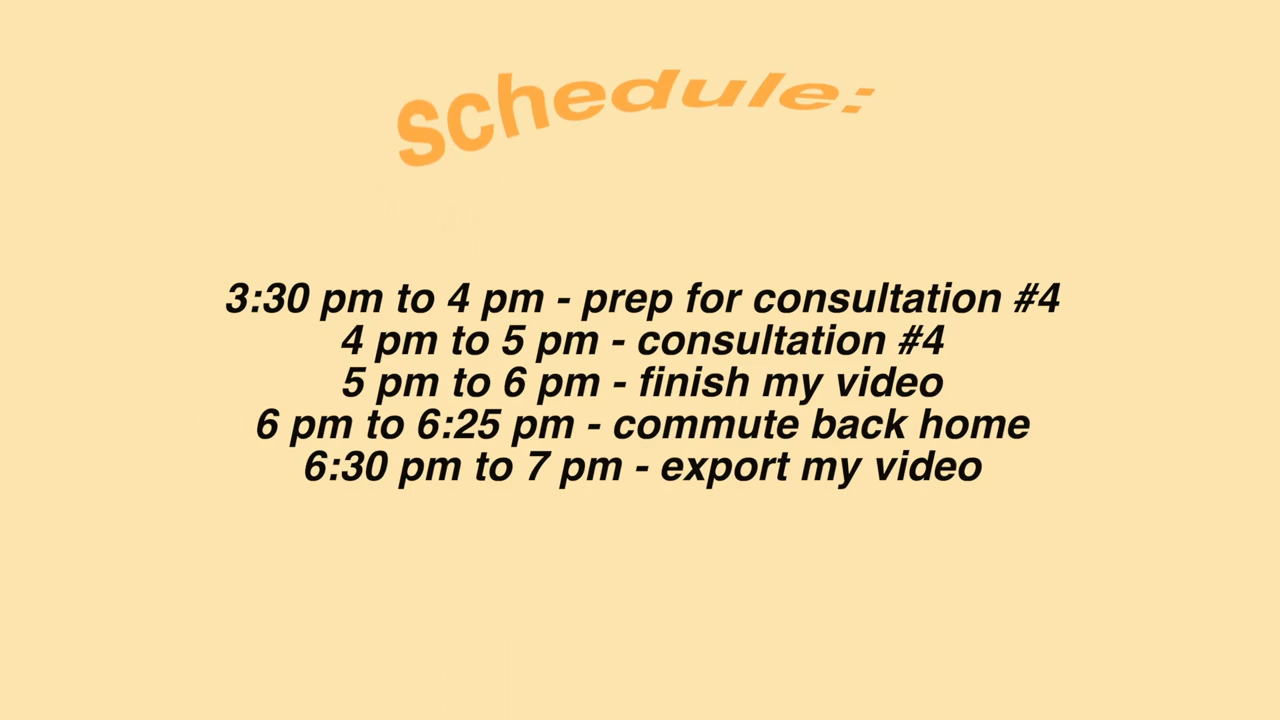 schedule:
3:30 pm to 4 pm - prep for consultation #4
4 pm to 5 pm - consultation #4
5 pm to 6 pm - finish my video
6 pm to 6:25 pm - commute back home
6:30 pm to 7 pm - export my video